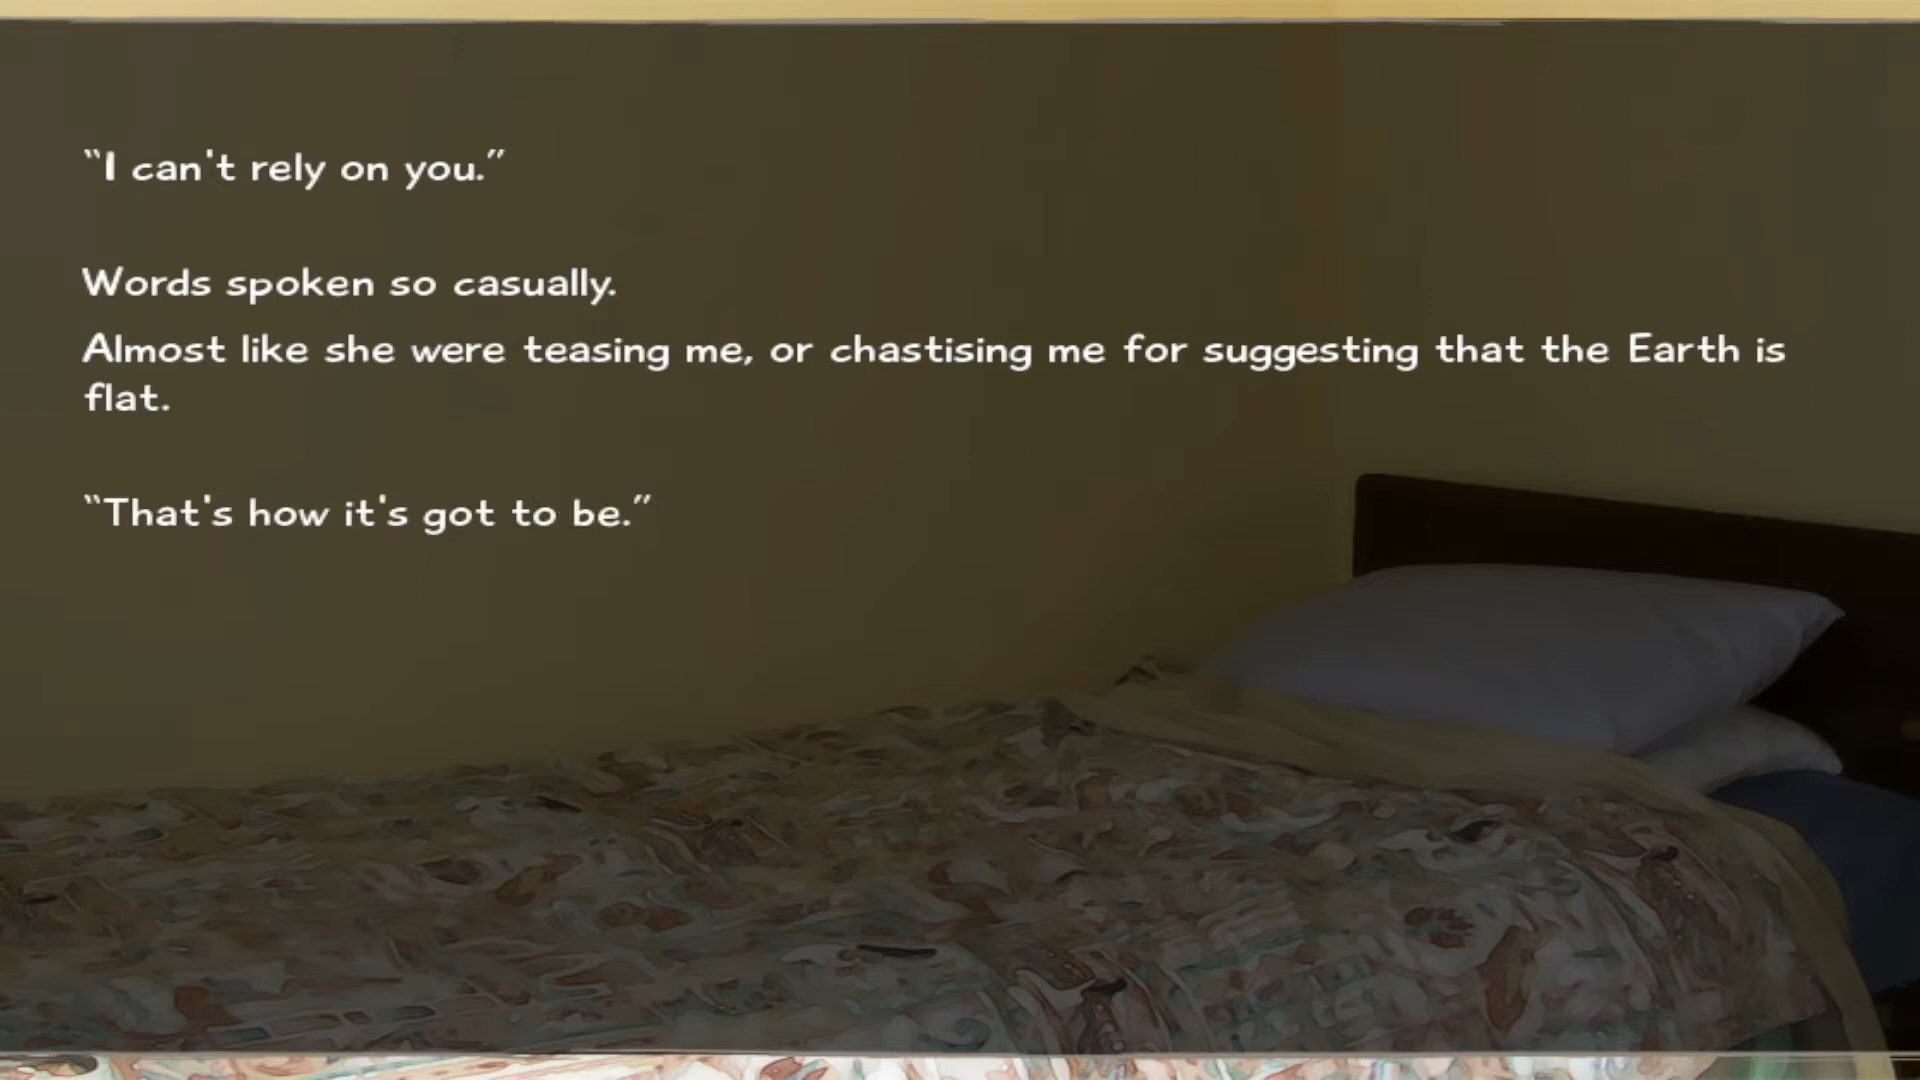 “I can't rely on you.”
Words spoken so casually.
Almost like she were teasing me, or chastising me for suggesting that the Earth is
flat.
“That's how it's got to be.”